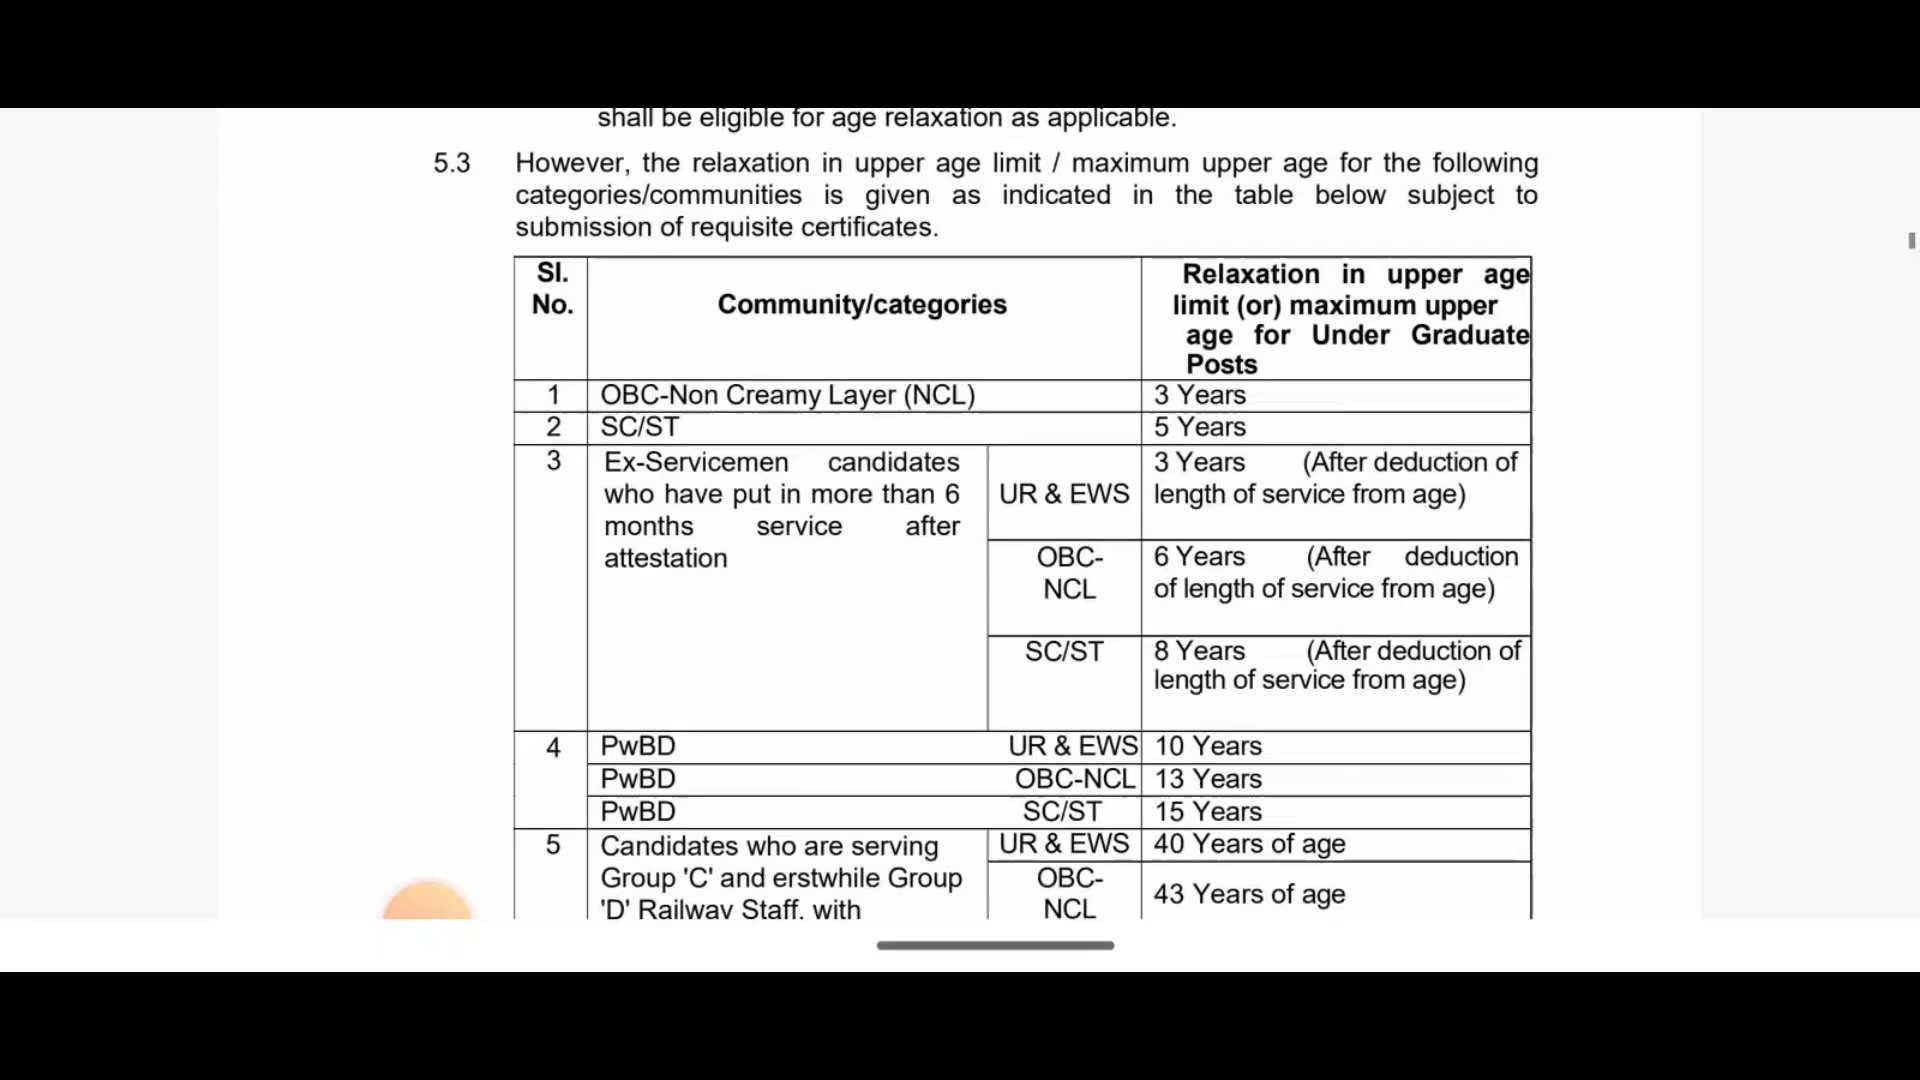 shall be eligible for age relaxation as applicable.
5.3 However, the relaxation in upper age limit / maximum upper age for the following
categories/communities is given as indicated in the table below subject to
submission of requisite certificates.
Sl. No. Community/categories
Relaxation in upper age
limit (or) maximum upper
age for Under Graduate
Posts
1 OBC-Non Creamy Layer (NCL) 3 Years
2 SC/ST 5 Years
3 Ex-Servicemen candidates
who have put in more than 6
months service after
attestation
UR & EWS
3 Years (After deduction of
length of service from age)
OBC-
NCL
6 Years (After deduction
of length of service from age)
SC/ST
8 Years (After deduction of
length of service from age)
4 PwBD UR & EWS 10 Years
PwBD OBC-NCL 13 Years
PwBD SC/ST 15 Years
5 Candidates who are serving
Group 'C' and erstwhile Group
'D' Railway Staff, with
UR & EWS 40 Years of age
OBC-
NCL
43 Years of age